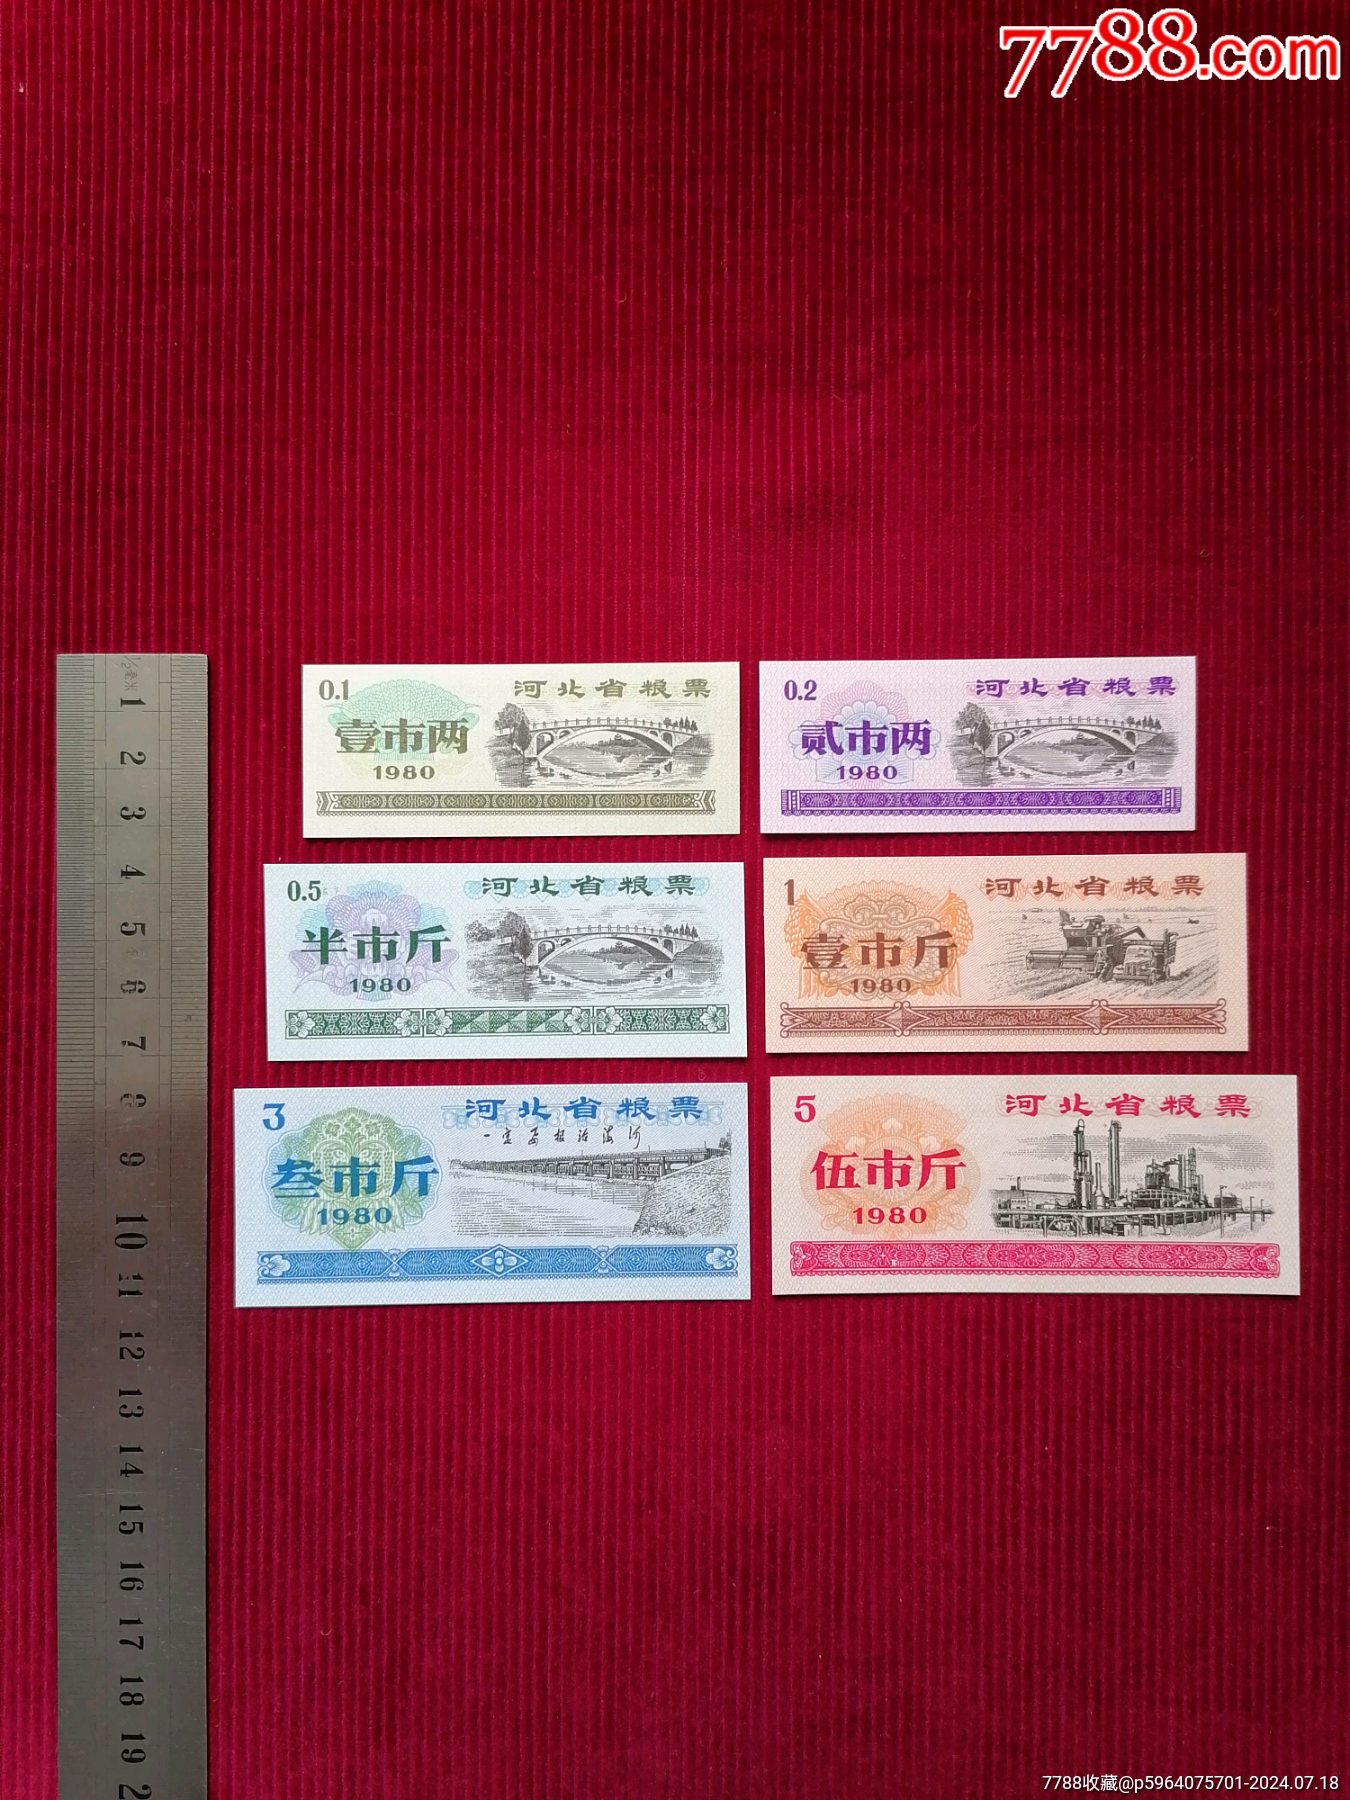 7788.com
0.1 河北省粮票
壹市两
1980
0.2 河北省粮票
贰市两
1980
0.5 河北省粮票
半市斤
1980
1 河北省粮票
壹市斤
1980
3 河北省粮票
一定要根治海河
叁市斤
1980
5 河北省粮票
伍市斤
1980
1/2毫米
1
2
3
4
5
6
7
8
9
10
11
12
13
14
15
16
17
18
19
2
7788收藏@p5964075701-2024.07.18